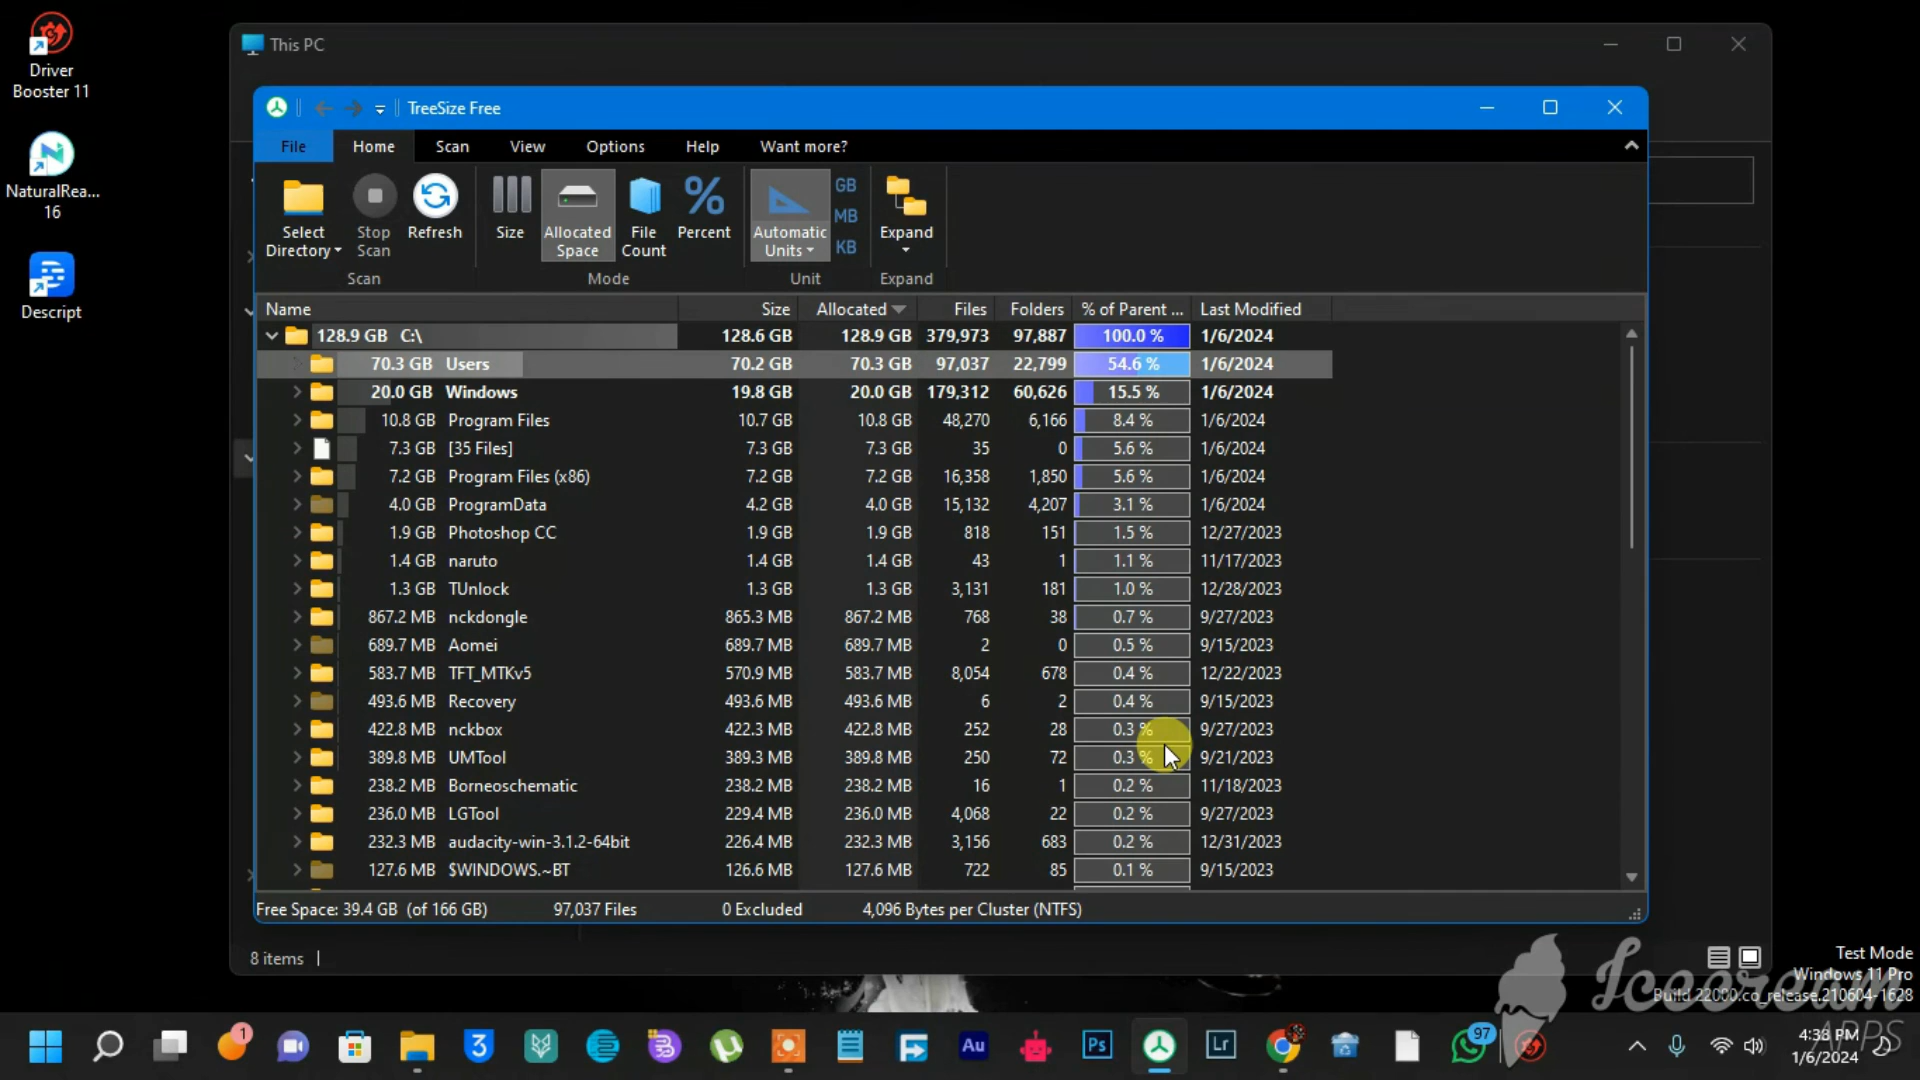 Driver
Booster 11
NaturalRea...
16
Descript
This PC
TreeSize Free
File Home Scan View Options Help Want more?
Select
Directory
Stop
Scan
Refresh
Size
Allocated
Space
File
Count
Percent
Automatic
Units
GB
MB
KB
Expand
Scan Mode Unit Expand
Name Size Allocated Files Folders % of Parent ... Last Modified
128.9 GB C:\ 128.6 GB 128.9 GB 379,973 97,887 100.0 % 1/6/2024
70.3 GB Users 70.2 GB 70.3 GB 97,037 22,799 54.6 % 1/6/2024
20.0 GB Windows 19.8 GB 20.0 GB 179,312 60,626 15.5 % 1/6/2024
10.8 GB Program Files 10.7 GB 10.8 GB 48,270 6,166 8.4 % 1/6/2024
7.3 GB [35 Files] 7.3 GB 7.3 GB 35 0 5.6 % 1/6/2024
7.2 GB Program Files (x86) 7.2 GB 7.2 GB 16,358 1,850 5.6 % 1/6/2024
4.0 GB ProgramData 4.2 GB 4.0 GB 15,132 4,207 3.1 % 1/6/2024
1.9 GB Photoshop CC 1.9 GB 1.9 GB 818 151 1.5 % 12/27/2023
1.4 GB naruto 1.4 GB 1.4 GB 43 1 1.1 % 11/17/2023
1.3 GB TUnlock 1.3 GB 1.3 GB 3,131 181 1.0 % 12/28/2023
867.2 MB nckdongle 865.3 MB 867.2 MB 768 38 0.7 % 9/27/2023
689.7 MB Aomei 689.7 MB 689.7 MB 2 0 0.5 % 9/15/2023
583.7 MB TFT_MTKv5 570.9 MB 583.7 MB 8,054 678 0.4 % 12/22/2023
493.6 MB Recovery 493.6 MB 493.6 MB 6 2 0.4 % 9/15/2023
422.8 MB nckbox 422.3 MB 422.8 MB 252 28 0.3 % 9/27/2023
389.8 MB UMTool 389.3 MB 389.8 MB 250 72 0.3 % 9/21/2023
238.2 MB Borneoschematic 238.2 MB 238.2 MB 16 1 0.2 % 11/18/2023
236.0 MB LGTool 229.4 MB 236.0 MB 4,068 22 0.2 % 9/27/2023
232.3 MB audacity-win-3.1.2-64bit 226.4 MB 232.3 MB 3,156 683 0.2 % 12/31/2023
127.6 MB $WINDOWS.~BT 126.6 MB 127.6 MB 722 85 0.1 % 9/15/2023
Free Space: 39.4 GB (of 166 GB) 97,037 Files 0 Excluded 4,096 Bytes per Cluster (NTFS)
8 items
Test Mode
Windows 11 Pro
Build 22000.co_release.210604-1628
Icecream
APPS
1
3
Au
Ps
Lr
97
4:38 PM
1/6/2024